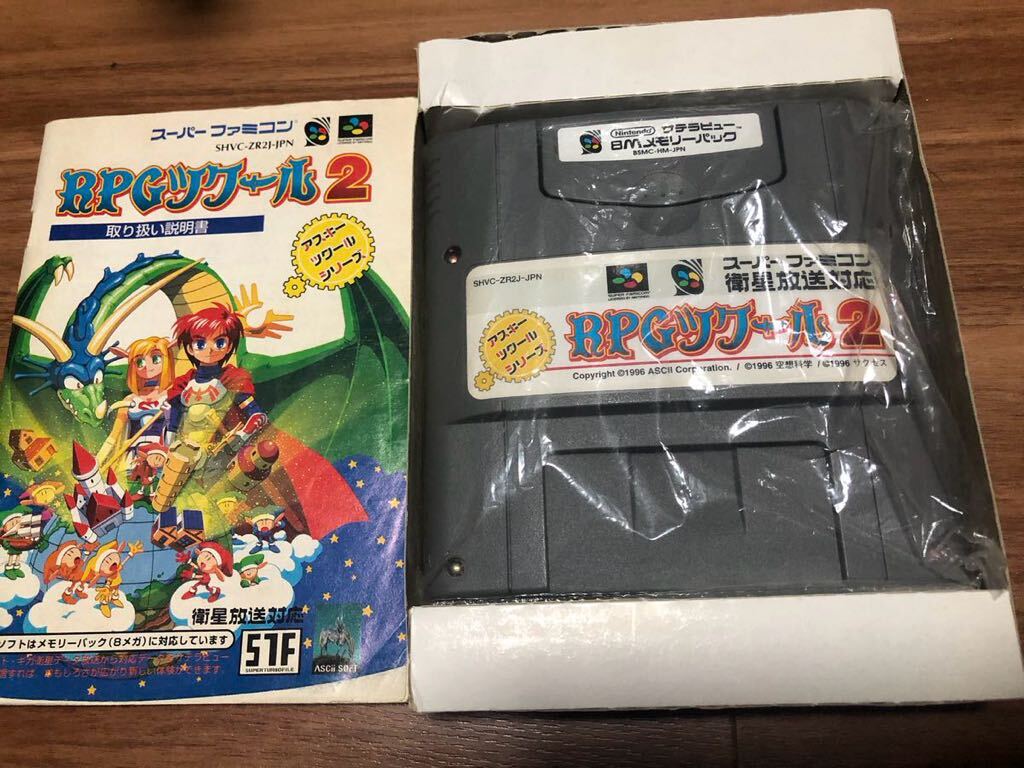 スーパーファミコン
SHVC-ZR2J-JPN
SUPER FAMICOM
RPGツクール2
取り扱い説明書
アスキー
ツクール
シリーズ
衛星放送対応
ソフトはメモリーパック(8メガ)に対応しています
STF
SUPERTURBOFILE
ASCII SOFT
Nintendo サテラビュー
8Mメモリーパック
BSMC-HM-JPN
SHVC-ZR2J-JPN
SUPER FAMICOM
スーパーファミコン
衛星放送対応
アスキー
ツクール
シリーズ
RPGツクール2
Copyright ©1996 ASCII Corporation. / ©1996 空想科学 / ©1996 サクセス